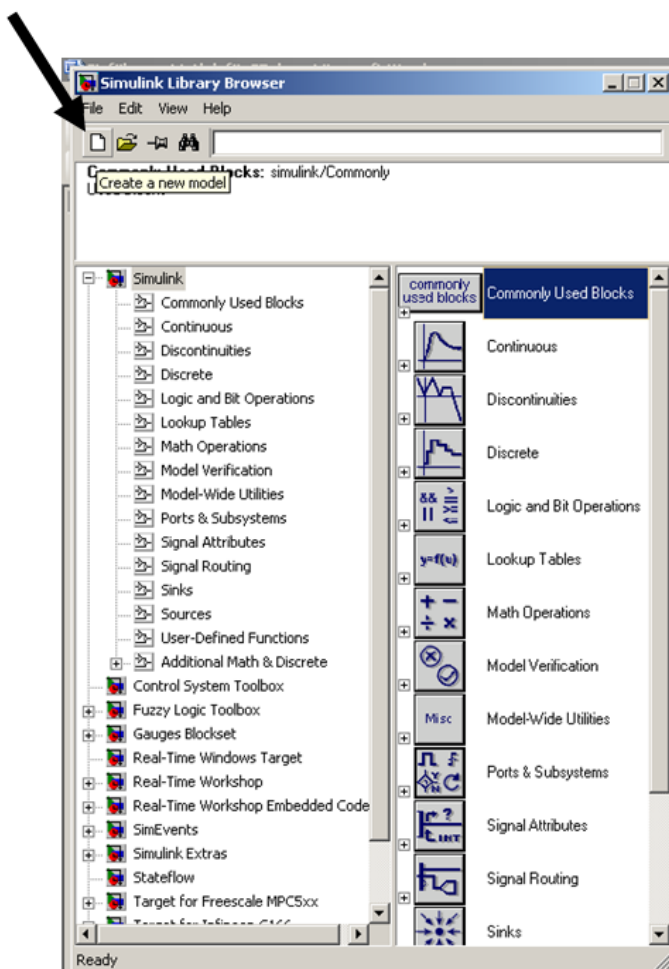 Simulink Library Browser
File Edit View Help
Create a new model
Commonly Used Blocks: simulink/Commonly
Simulink
Commonly Used Blocks
Continuous
Discontinuities
Discrete
Logic and Bit Operations
Lookup Tables
Math Operations
Model Verification
Model-Wide Utilities
Ports & Subsystems
Signal Attributes
Signal Routing
Sinks
Sources
User-Defined Functions
Additional Math & Discrete
Control System Toolbox
Fuzzy Logic Toolbox
Gauges Blockset
Real-Time Windows Target
Real-Time Workshop
Real-Time Workshop Embedded Code
SimEvents
Simulink Extras
Stateflow
Target for Freescale MPC5xx
Target for Infineon C166
commonly
used blocks
Commonly Used Blocks
Continuous
Discontinuities
Discrete
&& >
|| <=
Logic and Bit Operations
y=f(u)
Lookup Tables
+ −
÷ ×
Math Operations
Model Verification
Misc
Model-Wide Utilities
Y
N
Ports & Subsystems
?
INT
Signal Attributes
Signal Routing
Sinks
Ready